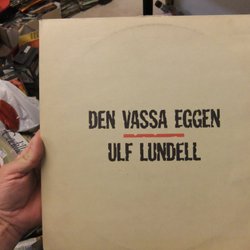 DEN VASSA EGGEN
ULF LUNDELL